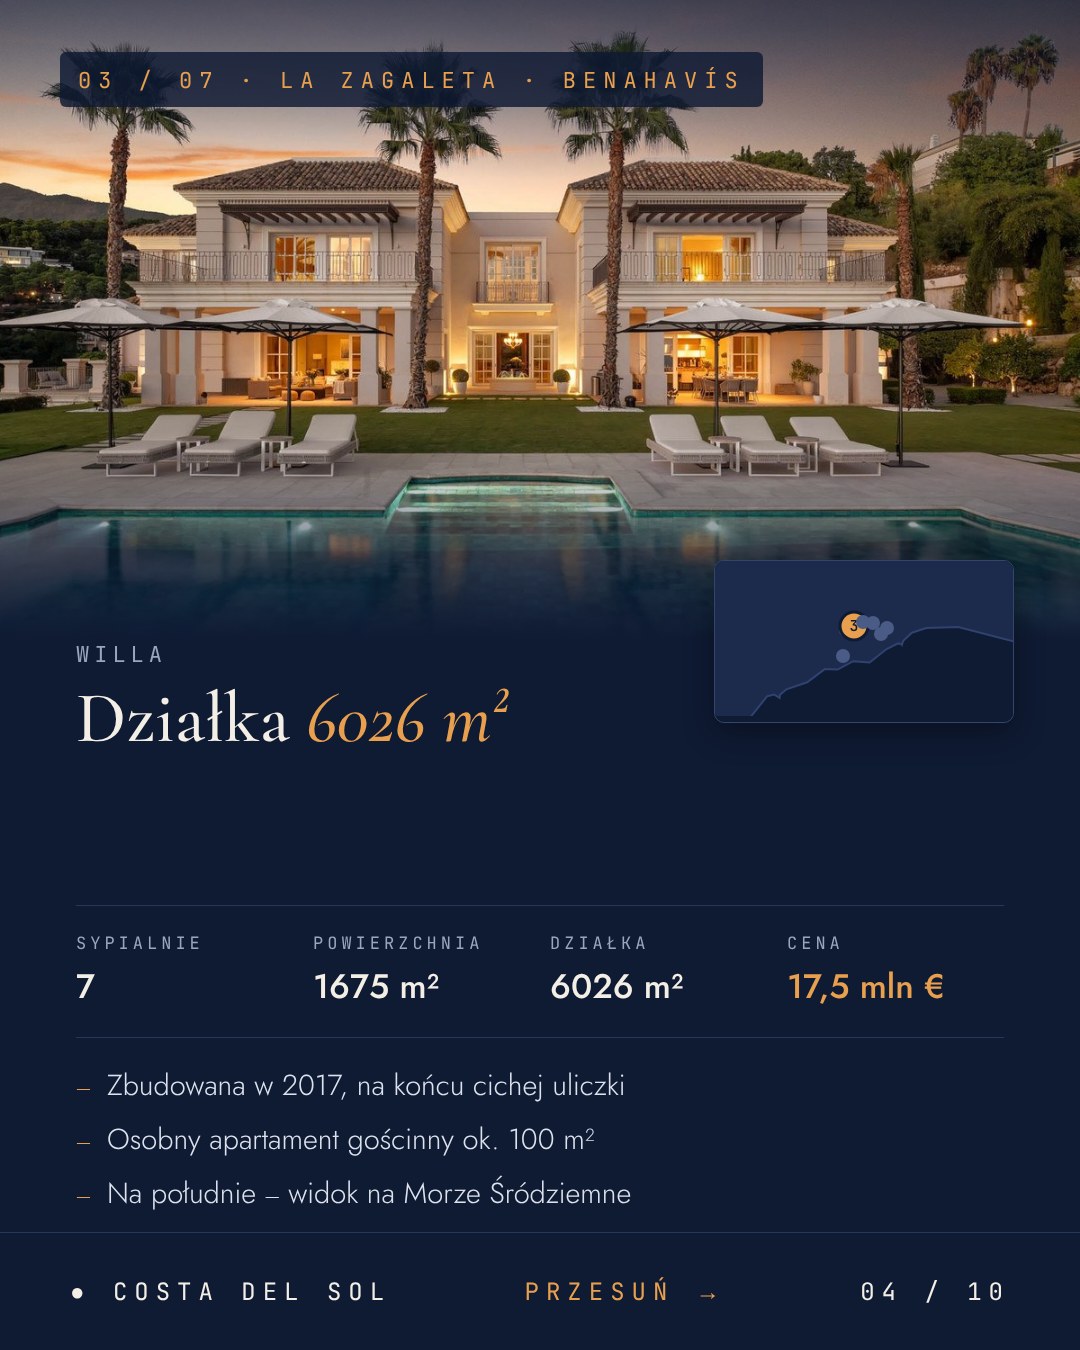 03 / 07 · LA ZAGALETA · BENAHAVÍS
3
WILLA
Działka 6026 m²
SYPIALNIE POWIERZCHNIA DZIAŁKA CENA
7 1675 m² 6026 m² 17,5 mln €
– Zbudowana w 2017, na końcu cichej uliczki
– Osobny apartament gościnny ok. 100 m²
– Na południe – widok na Morze Śródziemne
• COSTA DEL SOL PRZESUŃ → 04 / 10